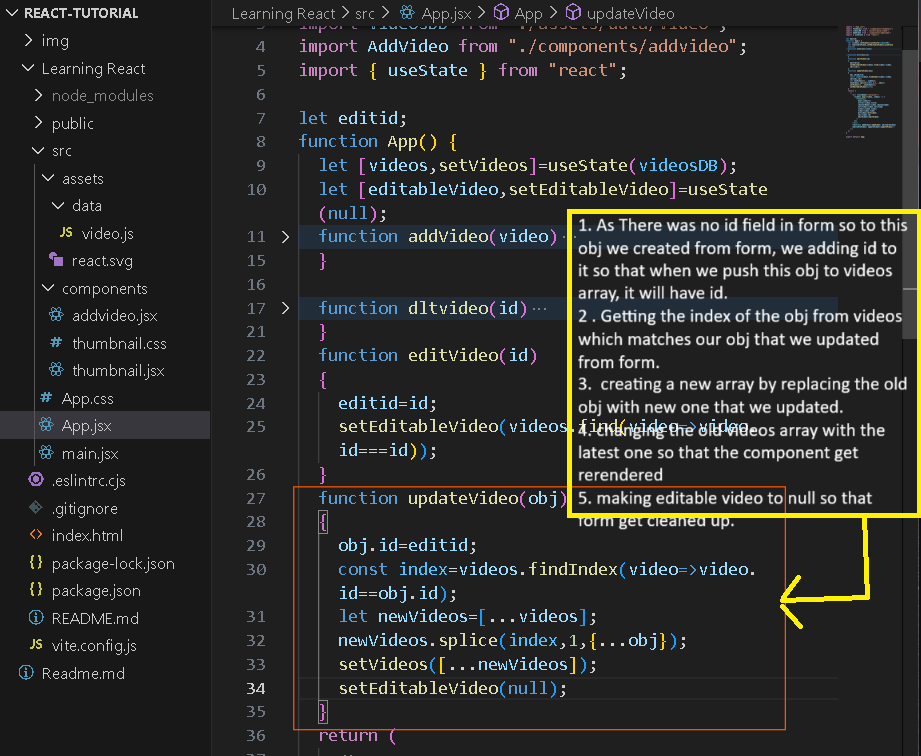 REACT-TUTORIAL
img
Learning React
node_modules
public
src
assets
data
JS video.js
react.svg
components
addvideo.jsx
# thumbnail.css
thumbnail.jsx
# App.css
App.jsx
main.jsx
.eslintrc.cjs
.gitignore
<> index.html
{} package-lock.json
{} package.json
README.md
JS vite.config.js
Readme.md
Learning React > src > App.jsx > App > updateVideo
4 import AddVideo from "./components/addvideo";
5 import { useState } from "react";
6
7 let editid;
8 function App() {
9 let [videos,setVideos]=useState(videosDB);
10 let [editableVideo,setEditableVideo]=useState
(null);
11 > function addVideo(video)
15 }
16
17 > function dltvideo(id)···
21 }
22 function editVideo(id)
23 {
24 editid=id;
25 setEditableVideo(videos.find(video=>video.
id===id));
26 }
27 function updateVideo(obj)
28 {
29 obj.id=editid;
30 const index=videos.findIndex(video=>video.
id==obj.id);
31 let newVideos=[...videos];
32 newVideos.splice(index,1,{...obj});
33 setVideos([...newVideos]);
34 setEditableVideo(null);
35 }
36 return (
1. As There was no id field in form so to this
obj we created from form, we adding id to
it so that when we push this obj to videos
array, it will have id.
2 . Getting the index of the obj from videos
which matches our obj that we updated
from form.
3. creating a new array by replacing the old
obj with new one that we updated.
4. changing the old videos array with the
latest one so that the component get
rerendered
5. making editable video to null so that
form get cleaned up.